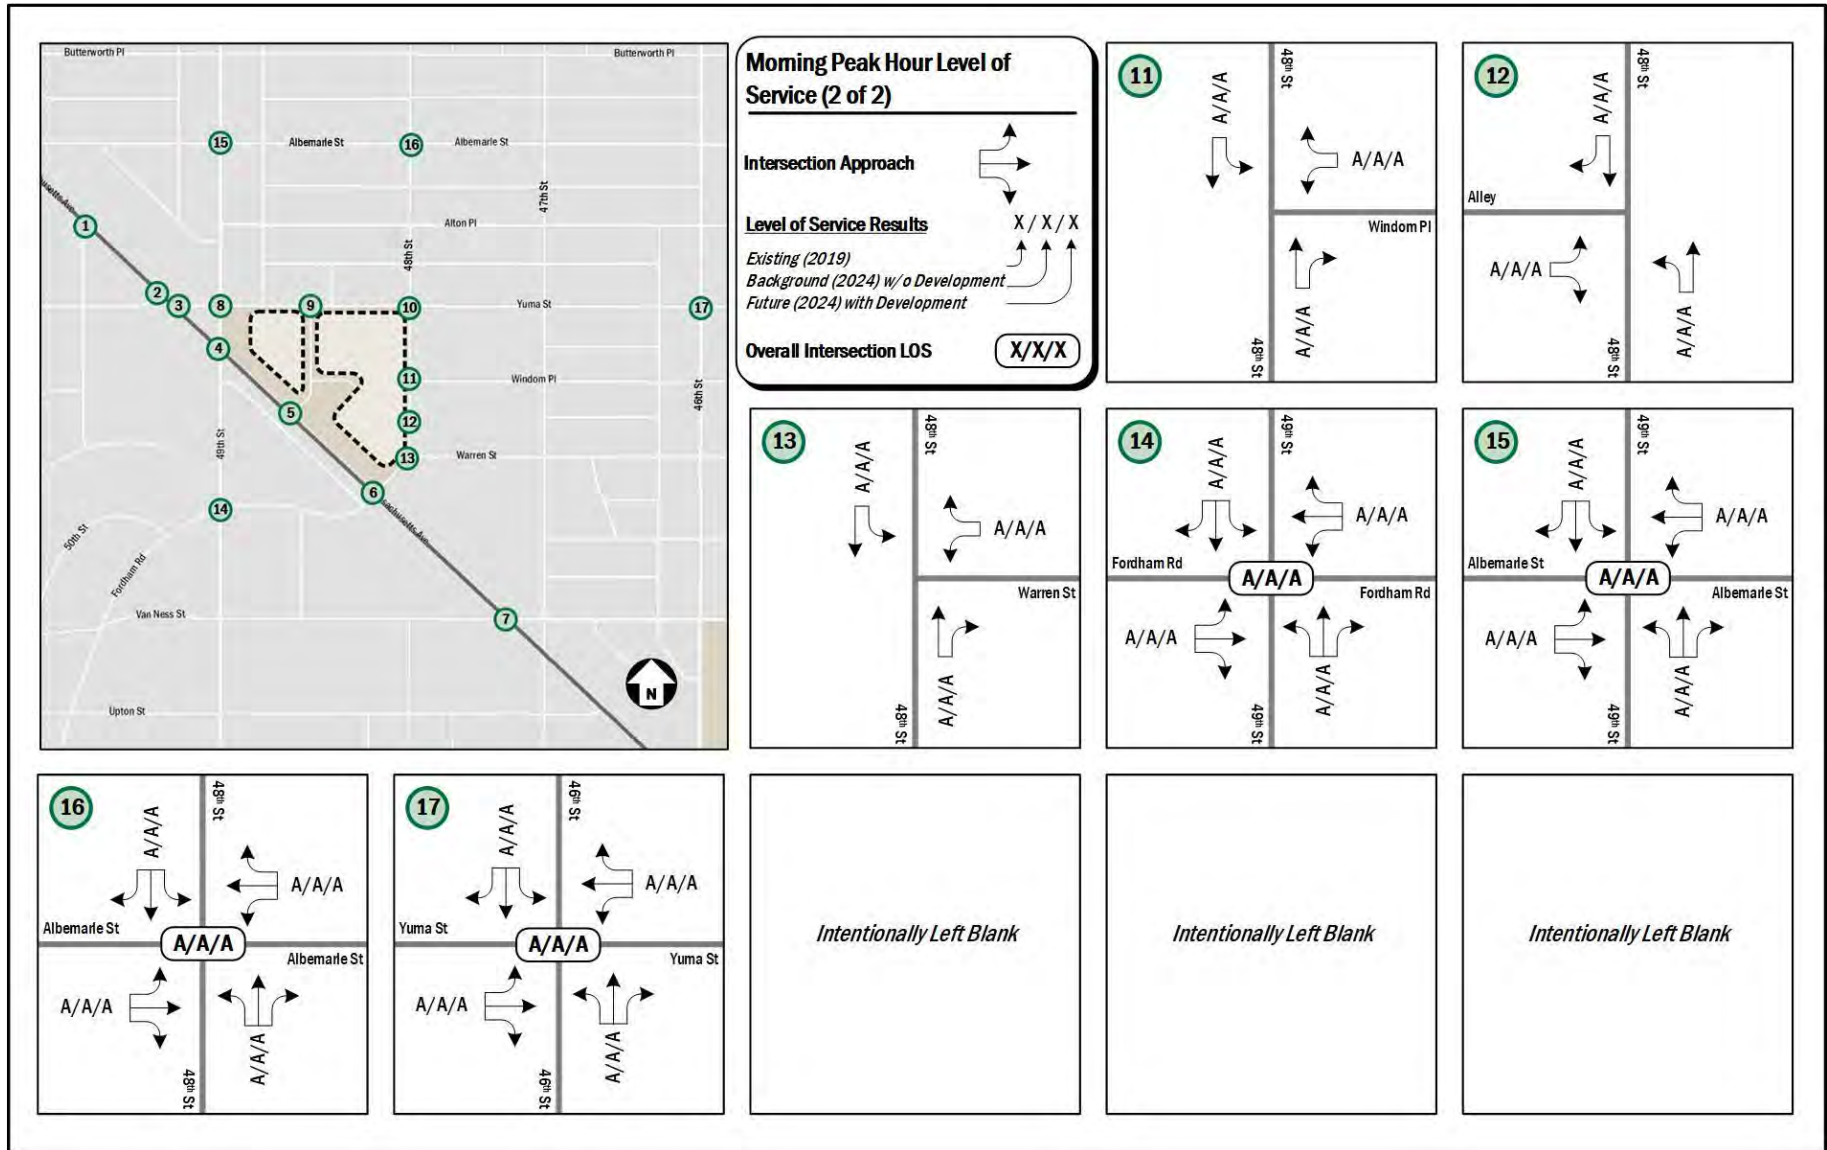 Butterworth Pl
Butterworth Pl
15
Albemarle St
16
Albemarle St
47th St
1
Alton Pl
48th St
2
3
8
9
10
Yuma St
17
4
11
Windom Pl
46th St
5
12
49th St
13
Warren St
6
14
50th St
Fordham Rd
Van Ness St
7
N
Upton St
Morning Peak Hour Level of
Service (2 of 2)
Intersection Approach
Level of Service Results
X / X / X
Existing (2019)
Background (2024) w/o Development
Future (2024) with Development
Overall Intersection LOS
X/X/X
11
48th St
A/A/A
A/A/A
Windom Pl
A/A/A
48th St
12
48th St
A/A/A
Alley
A/A/A
A/A/A
48th St
13
48th St
A/A/A
A/A/A
Warren St
A/A/A
48th St
14
49th St
A/A/A
A/A/A
Fordham Rd
A/A/A
Fordham Rd
A/A/A
A/A/A
49th St
15
49th St
A/A/A
A/A/A
Albemarle St
A/A/A
Albemarle St
A/A/A
A/A/A
49th St
16
48th St
A/A/A
A/A/A
Albemarle St
A/A/A
Albemarle St
A/A/A
A/A/A
48th St
17
46th St
A/A/A
A/A/A
Yuma St
A/A/A
Yuma St
A/A/A
A/A/A
46th St
Intentionally Left Blank
Intentionally Left Blank
Intentionally Left Blank